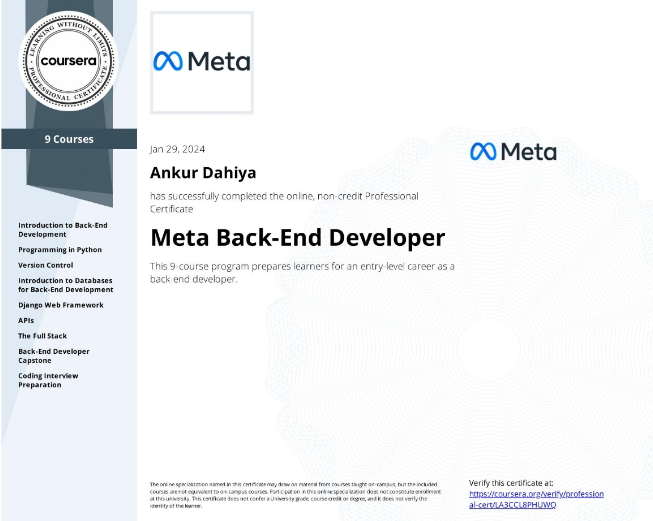 LEARNING WITHOUT LIMITS
coursera
PROFESSIONAL CERTIFICATE
9 Courses
Introduction to Back-End
Development
Programming in Python
Version Control
Introduction to Databases
for Back-End Development
Django Web Framework
APIs
The Full Stack
Back-End Developer
Capstone
Coding Interview
Preparation
Meta
Jan 29, 2024
Ankur Dahiya
has successfully completed the online, non-credit Professional
Certificate
Meta Back-End Developer
This 9-course program prepares learners for an entry-level career as a
back-end developer.
Meta
The online specialization named in this certificate may draw on material from courses taught on-campus, but the included
courses are not equivalent to on-campus courses. Participation in this online specialization does not constitute enrollment
at this university. This certificate does not confer a University grade, course credit or degree, and it does not verify the
identity of the learner.
Verify this certificate at:
https://coursera.org/verify/profession
al-cert/LA3CCL8PHUWQ